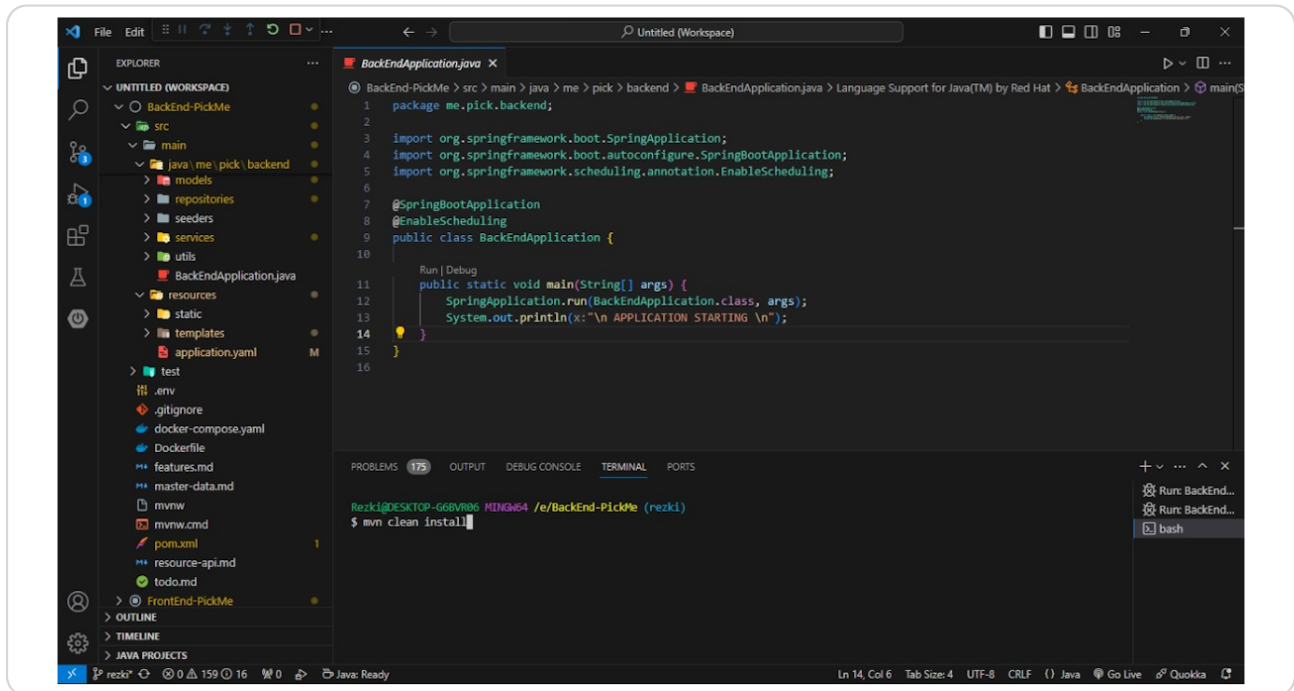 File Edit ...
Untitled (Workspace)
EXPLORER ...
UNTITLED (WORKSPACE)
BackEnd-PickMe
src
main
java\me\pick\backend
models
repositories
seeders
services
utils
BackEndApplication.java
resources
static
templates
application.yaml M
test
.env
.gitignore
docker-compose.yaml
Dockerfile
features.md
master-data.md
mvnw
mvnw.cmd
pom.xml 1
resource-api.md
todo.md
FrontEnd-PickMe
OUTLINE
TIMELINE
JAVA PROJECTS
3
1
BackEndApplication.java
BackEnd-PickMe > src > main > java > me > pick > backend > BackEndApplication.java > Language Support for Java(TM) by Red Hat > BackEndApplication > main(S
1 package me.pick.backend;
2
3 import org.springframework.boot.SpringApplication;
4 import org.springframework.boot.autoconfigure.SpringBootApplication;
5 import org.springframework.scheduling.annotation.EnableScheduling;
6
7 @SpringBootApplication
8 @EnableScheduling
9 public class BackEndApplication {
10
Run | Debug
11 public static void main(String[] args) {
12 SpringApplication.run(BackEndApplication.class, args);
13 System.out.println(x:"\n APPLICATION STARTING \n");
14 }
15 }
16
PROBLEMS 175 OUTPUT DEBUG CONSOLE TERMINAL PORTS
Rezki@DESKTOP-G6BVR06 MINGW64 /e/BackEnd-PickMe (rezki)
$ mvn clean install
Run: BackEnd...
Run: BackEnd...
bash
rezki* 0 159 16 0 Java: Ready Ln 14, Col 6 Tab Size: 4 UTF-8 CRLF {} Java Go Live Quokka